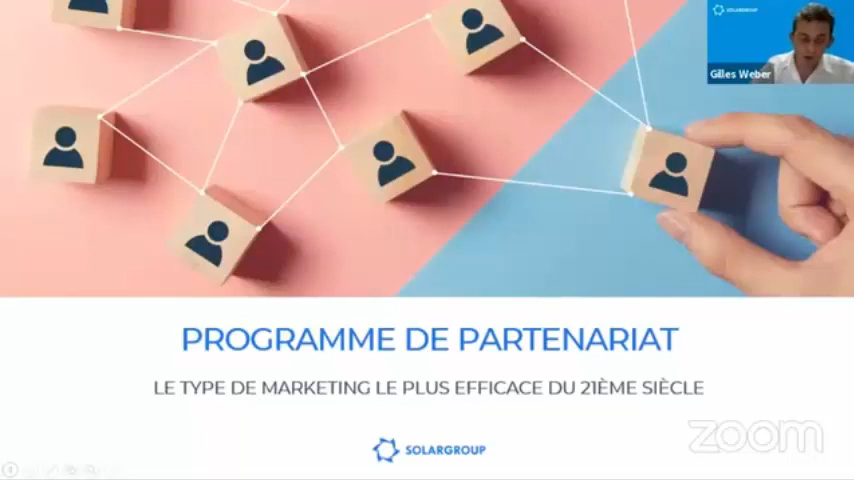 SOLARGROUP
Gilles Weber
PROGRAMME DE PARTENARIAT
LE TYPE DE MARKETING LE PLUS EFFICACE DU 21IÈME SIÈCLE
zoom
SOLARGROUP